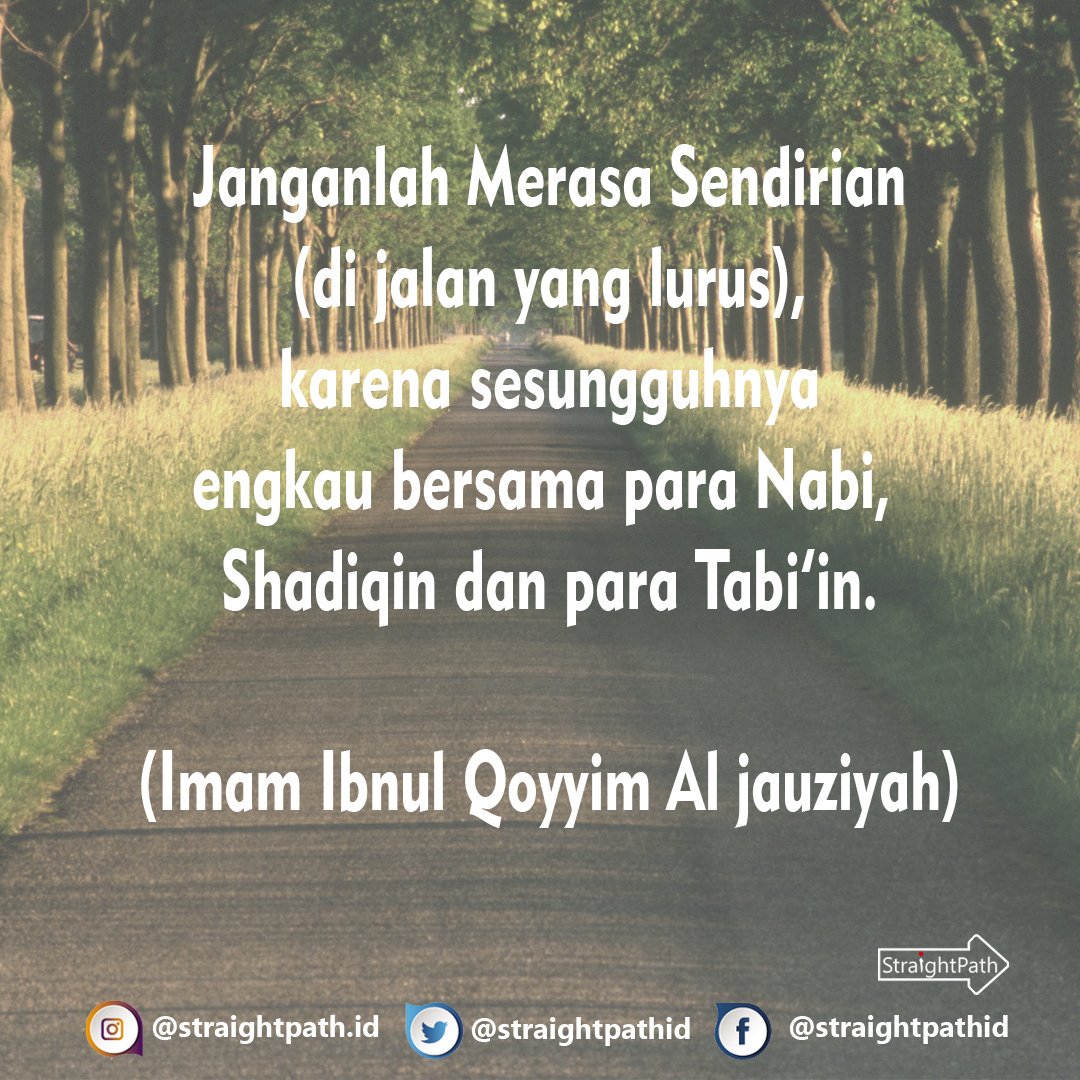 Janganlah Merasa Sendirian
(di jalan yang lurus),
karena sesungguhnya
engkau bersama para Nabi,
Shadiqin dan para Tabi’in.
(Imam Ibnul Qoyyim Al jauziyah)
StraightPath
@straightpath.id @straightpathid @straightpathid